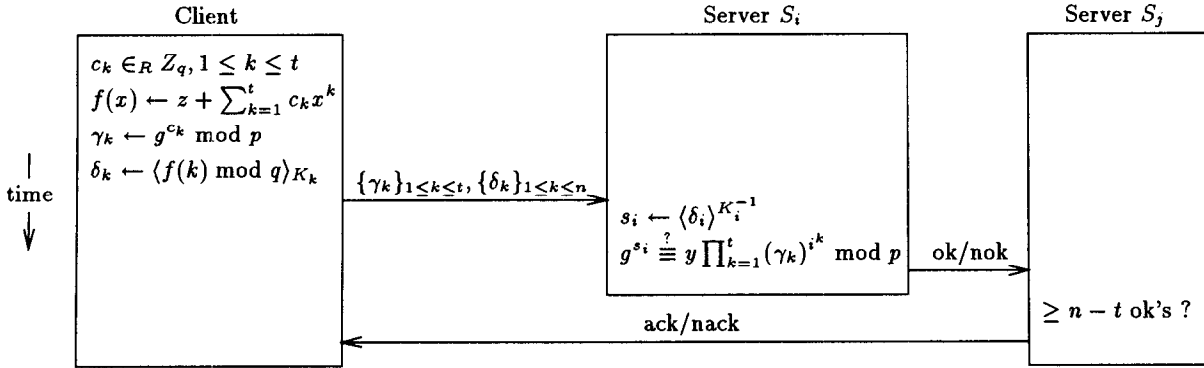 Client
Server S_i
Server S_j
c_k ∈_R Z_q, 1 ≤ k ≤ t
f(x) ← z + ∑_{k=1}^{t} c_k x^k
γ_k ← g^{c_k} mod p
δ_k ← ⟨f(k) mod q⟩_{K_k}
time
{γ_k}_{1≤k≤t}, {δ_k}_{1≤k≤n}
s_i ← ⟨δ_i⟩^{K_i^{-1}}
g^{s_i} ≟≡ y ∏_{k=1}^{t} (γ_k)^{i^k} mod p
ok/nok
≥ n − t ok's ?
ack/nack